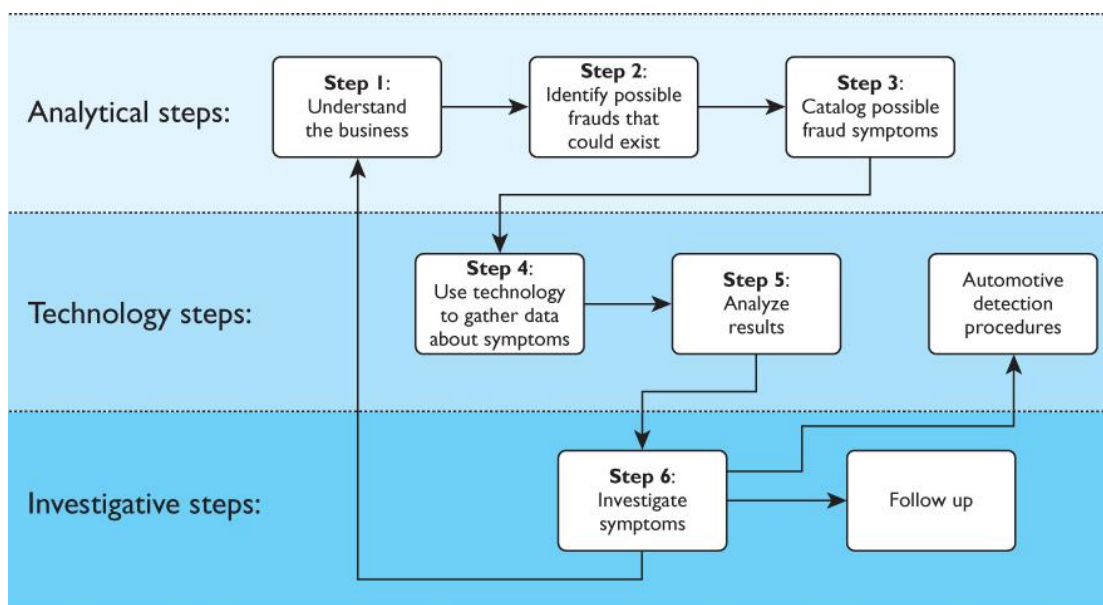 Analytical steps:
Step 1:
Understand
the business
Step 2:
Identify possible
frauds that
could exist
Step 3:
Catalog possible
fraud symptoms
Technology steps:
Step 4:
Use technology
to gather data
about symptoms
Step 5:
Analyze
results
Automotive
detection
procedures
Investigative steps:
Step 6:
Investigate
symptoms
Follow up